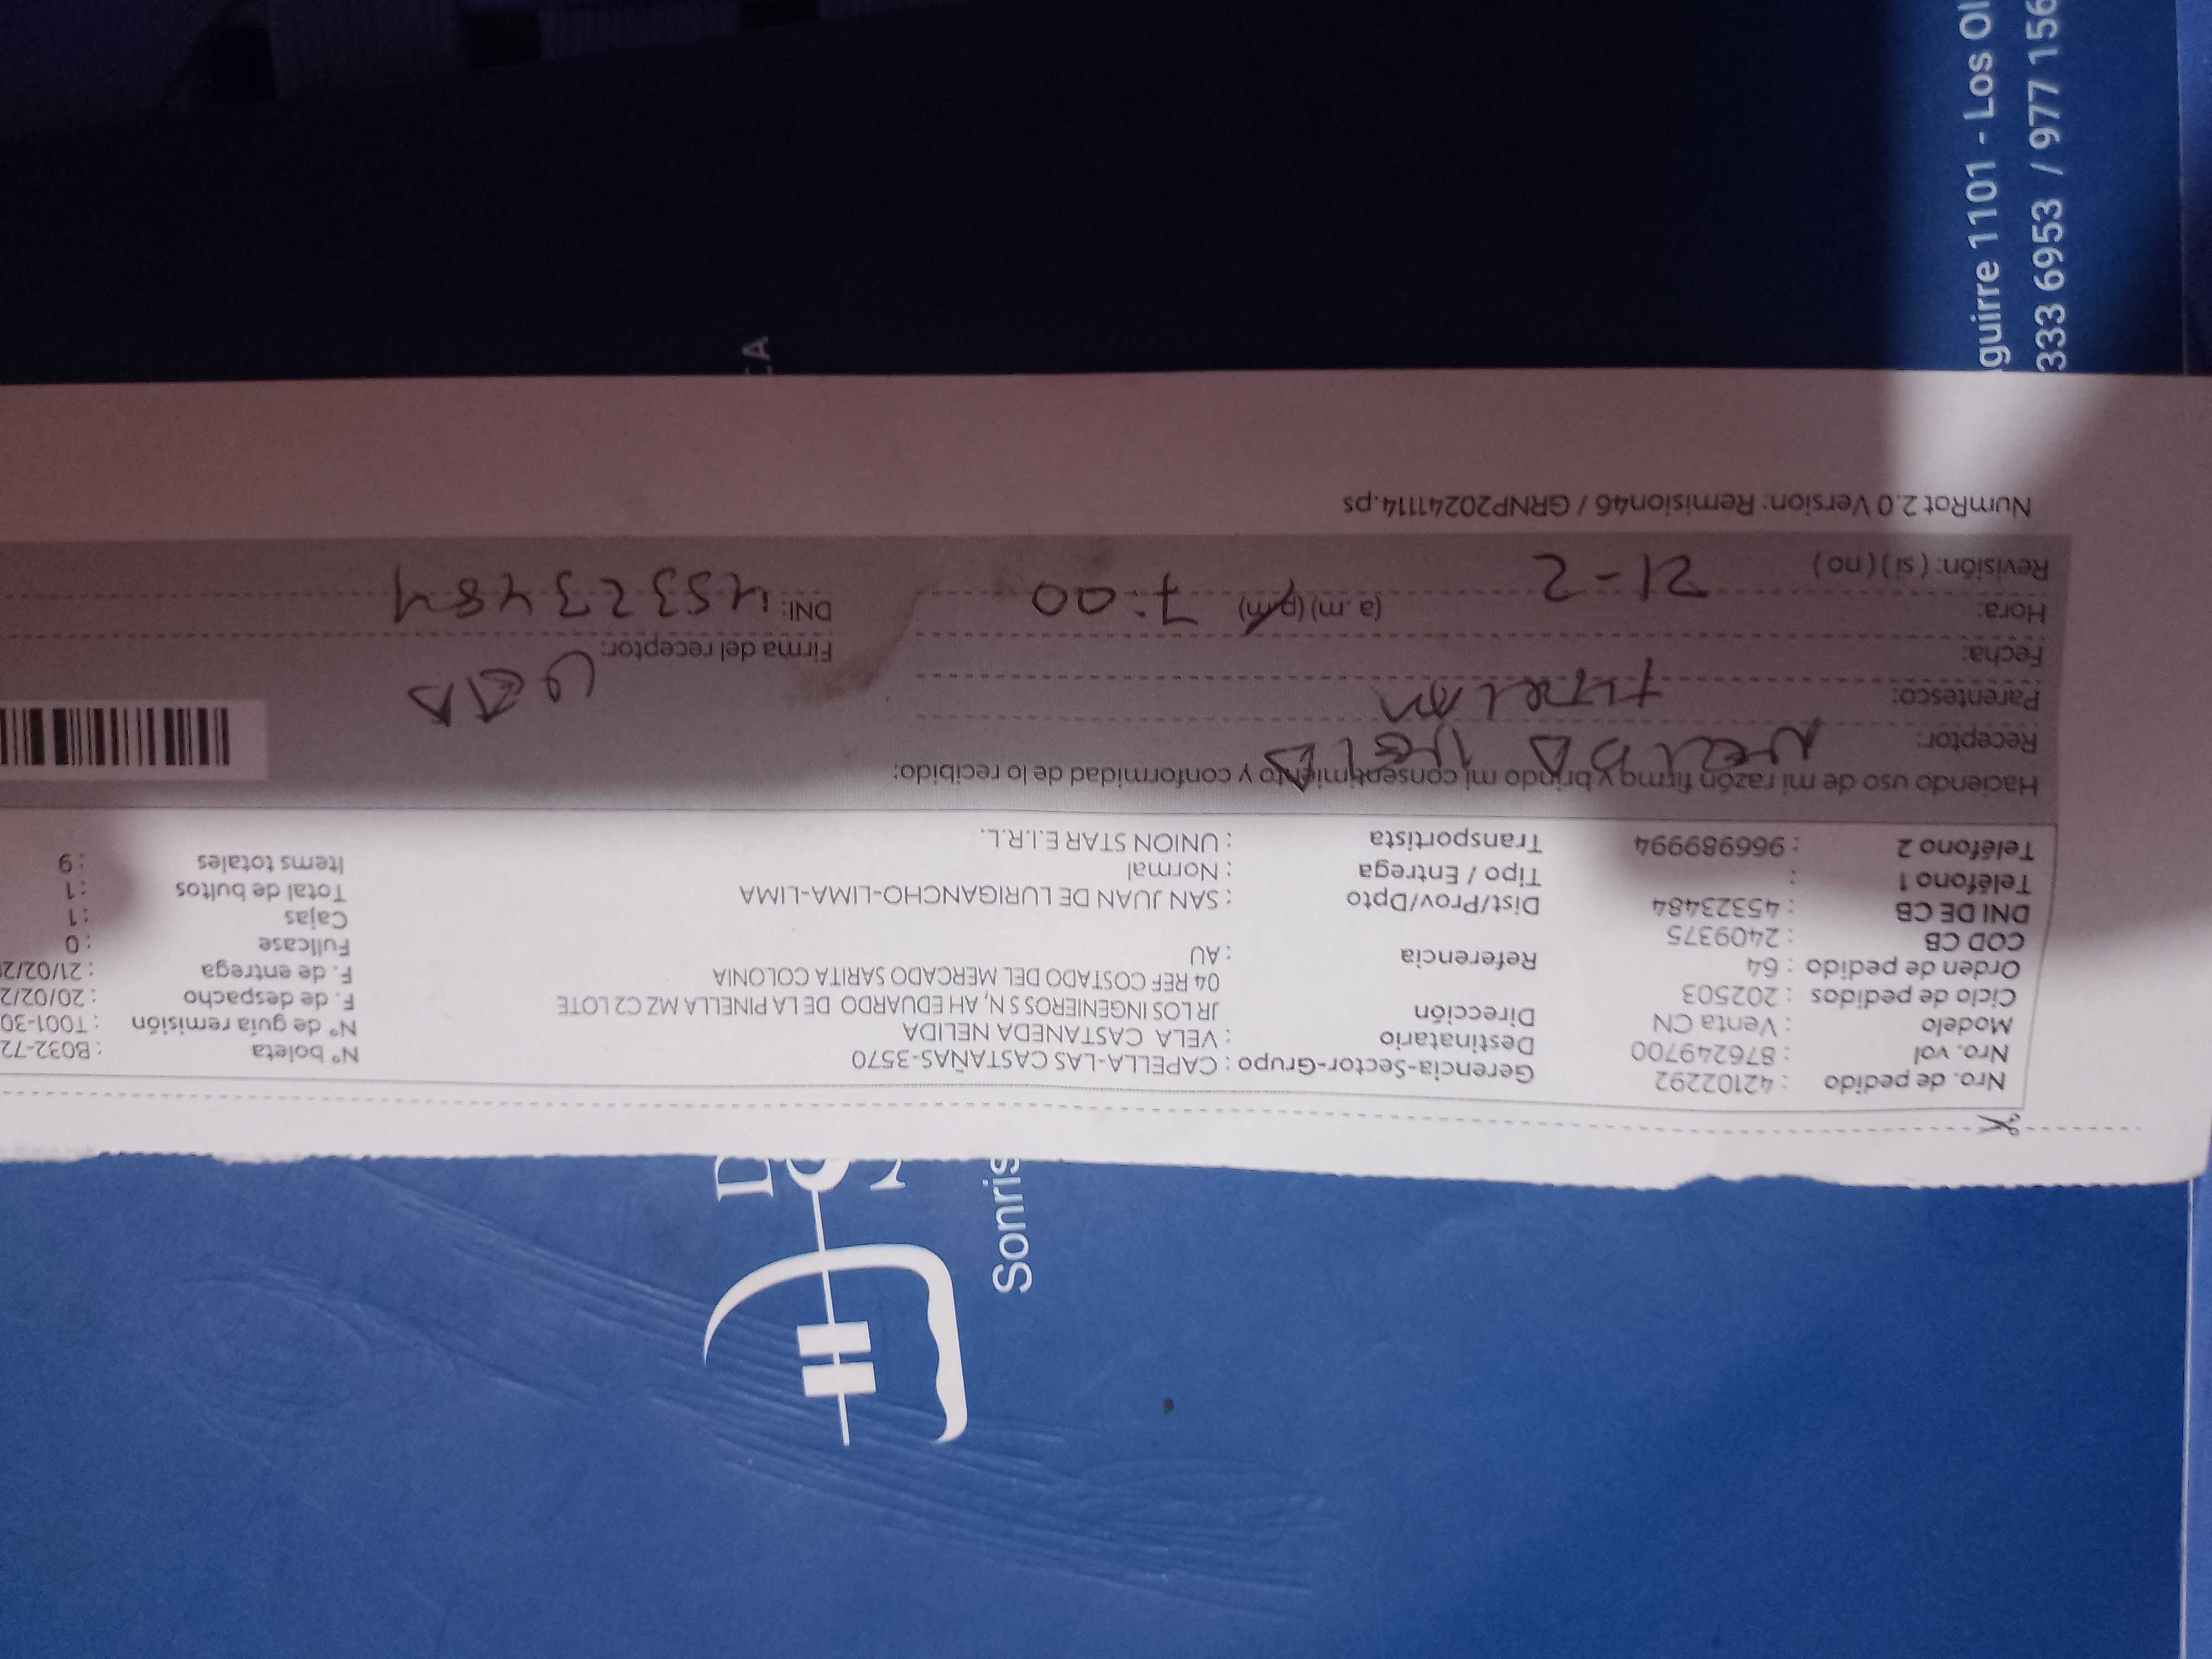 Nro. de pedido : 42102292
Nro. vol : 876249700
Modelo : Venta CN
Ciclo de pedidos : 202503
Orden de pedido : 64
COD CB : 2409375
DNI DE CB : 45323484
Teléfono 1 :
Teléfono 2 : 966989994
Gerencia-Sector-Grupo : CAPELLA-LAS CASTAÑAS-3570
Destinatario : VELA CASTANEDA NELIDA
Dirección JR LOS INGENIEROS S N, AH EDUARDO DE LA PINELLA MZ C2 LOTE
04 REF COSTADO DEL MERCADO SARITA COLONIA
Referencia : AU
Dist/Prov/Dpto : SAN JUAN DE LURIGANCHO-LIMA-LIMA
Tipo / Entrega : Normal
Transportista : UNION STAR E.I.R.L.
Nº boleta : B032-72
Nº de guía remisión : T001-30
F. de despacho : 20/02/2
F. de entrega : 21/02/2
Fullcase : 0
Cajas : 1
Total de bultos : 1
Items totales : 9
Haciendo uso de mi razón firma y brindo mi consentimiento y conformidad de lo recibido:
Receptor:
Parentesco:
Fecha:
Hora: (a. m) (p.m) 7:00
Revisión: ( si ) ( no ) 21-2
Firma del receptor:
DNI: 45323484
NumRot 2.0 Version: Remision46 / GRNP20241114.ps
guirre 1101 - Los Ol
333 6953 / 977 156
Sonris